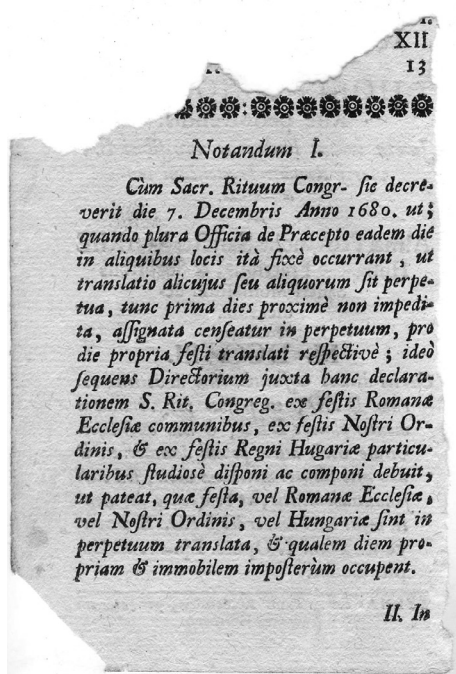 XII
13
Notandum I.
Cùm Sacr. Rituum Congr- sic decre-
verit die 7. Decembris Anno 1680. ut;
quando plura Officia de Præcepto eadem die
in aliquibus locis ità fixè occurrant, ut
translatio alicujus seu aliquorum sit perpe-
tua, tunc prima dies proximè non impedi-
ta, assignata censeatur in perpetuum, pro
die propria festi translati respectivè; ideò
sequens Directorium juxta hanc declara-
tionem S. Rit. Congreg. ex festis Romanæ
Ecclesiæ communibus, ex festis Nostri Or-
dinis, & ex festis Regni Hugariæ particu-
laribus studiosè disponi ac componi debuit,
ut pateat, quæ festa, vel Romanæ Ecclesiæ,
vel Nostri Ordinis, vel Hungariæ sint in
perpetuum translata, & qualem diem pro-
priam & immobilem imposterùm occupent.
II. In